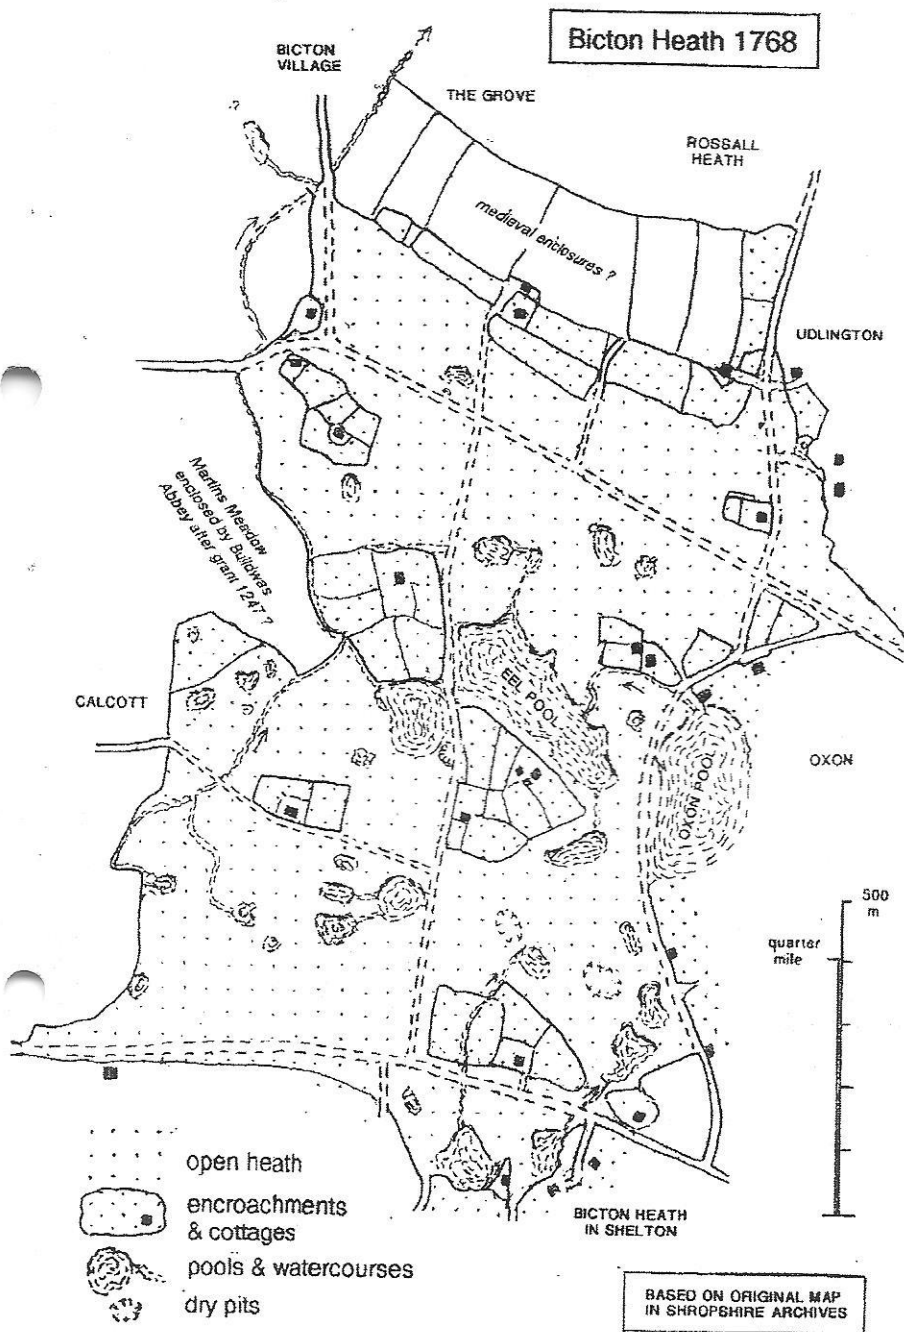 Bicton Heath 1768
BICTON
VILLAGE
THE GROVE
ROSSALL
HEATH
?
medieval enclosures ?
UDLINGTON
Martins Meadow
enclosed by Buildwas
Abbey after grant 1247?
EEL POOL
CALCOTT
OXON
OXON POOL
500
m
quarter
mile
open heath
encroachments
& cottages
pools & watercourses
dry pits
BICTON HEATH
IN SHELTON
BASED ON ORIGINAL MAP
IN SHROPSHIRE ARCHIVES